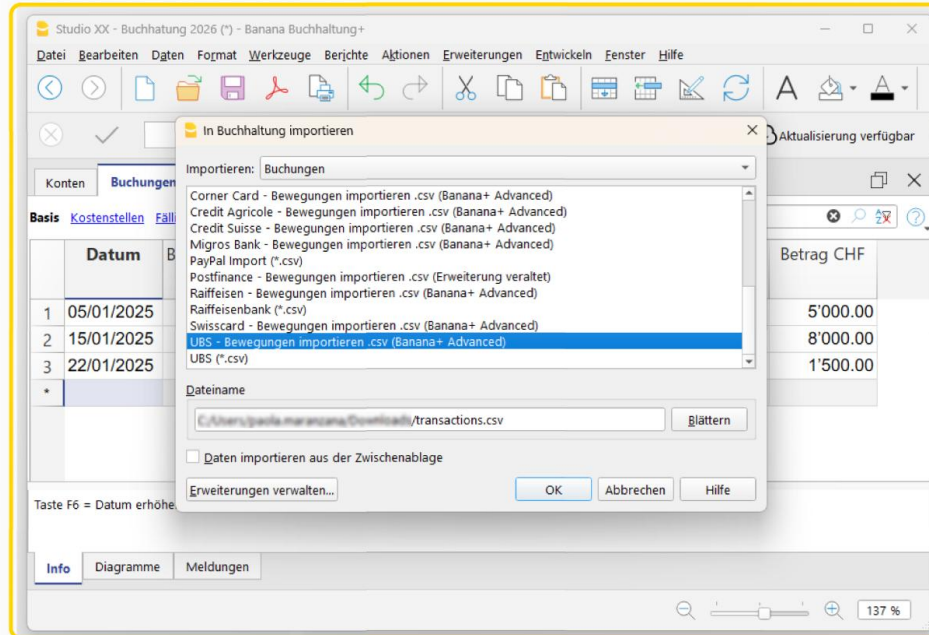 Studio XX - Buchhatung 2026 (*) - Banana Buchhaltung+
Datei Bearbeiten Daten Format Werkzeuge Berichte Aktionen Erweiterungen Entwickeln Fenster Hilfe
In Buchhaltung importieren
Aktualisierung verfügbar
Importieren: Buchungen
Konten Buchungen
Basis Kostenstellen
Corner Card - Bewegungen importieren .csv (Banana+ Advanced)
Credit Agricole - Bewegungen importieren .csv (Banana+ Advanced)
Credit Suisse - Bewegungen importieren .csv (Banana+ Advanced)
Migros Bank - Bewegungen importieren .csv (Banana+ Advanced)
PayPal Import (*.csv)
Postfinance - Bewegungen importieren .csv (Erweiterung veraltet)
Raiffeisen - Bewegungen importieren .csv (Banana+ Advanced)
Raiffeisenbank (*.csv)
Swisscard - Bewegungen importieren .csv (Banana+ Advanced)
UBS - Bewegungen importieren .csv (Banana+ Advanced)
UBS (*.csv)
Datum B Betrag CHF
1 05/01/2025 5'000.00
2 15/01/2025 8'000.00
3 22/01/2025 1'500.00
*
Dateiname
/transactions.csv Blättern
Daten importieren aus der Zwischenablage
Erweiterungen verwalten... OK Abbrechen Hilfe
Taste F6 = Datum erhöhe
Info Diagramme Meldungen
137 %